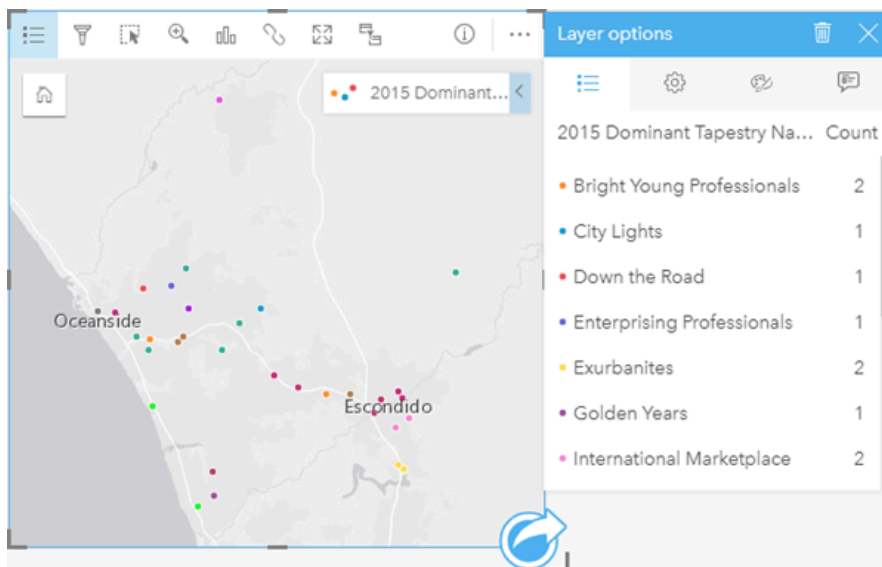 2015 Dominant...
Oceanside
Escondido
Layer options
2015 Dominant Tapestry Na... Count
Bright Young Professionals 2
City Lights 1
Down the Road 1
Enterprising Professionals 1
Exurbanites 2
Golden Years 1
International Marketplace 2